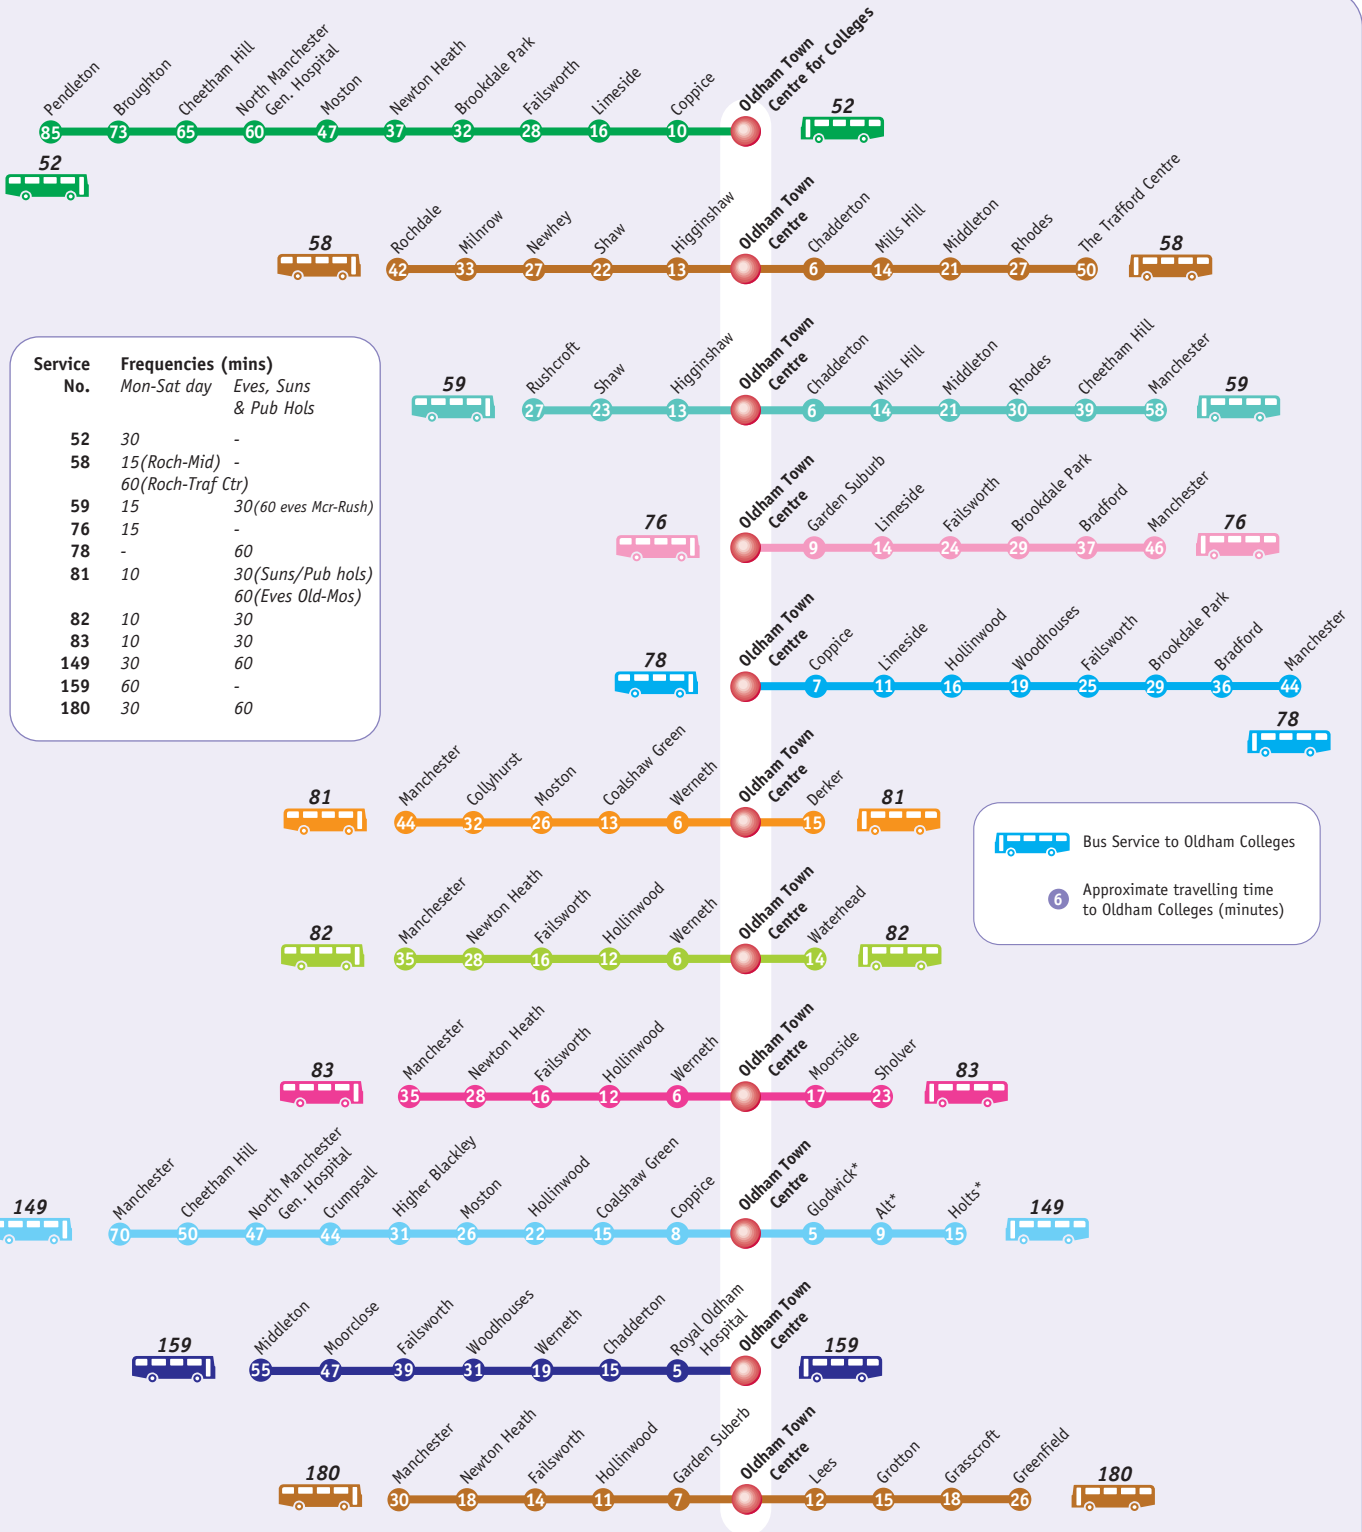 Pendleton
Broughton
Cheetham Hill
North Manchester
Gen. Hospital
Moston
Newton Heath
Brookdale Park
Failsworth
Limeside
Coppice
Oldham Town
Centre for Colleges
52
85 73 65 60 47 37 32 28 16 10
52
58
Rochdale
Milnrow
Newhey
Shaw
Higginshaw
Oldham Town
Centre
Chadderton
Mills Hill
Middleton
Rhodes
The Trafford Centre
58
42 33 27 22 13 6 14 21 27 50
Service Frequencies (mins)
No. Mon-Sat day Eves, Suns
& Pub Hols
52 30 -
58 15(Roch-Mid) -
60(Roch-Traf Ctr)
59 15 30(60 eves Mcr-Rush)
76 15 -
78 - 60
81 10 30(Suns/Pub hols)
60(Eves Old-Mos)
82 10 30
83 10 30
149 30 60
159 60 -
180 30 60
59
Rushcroft
Shaw
Higginshaw
Oldham Town
Centre
Chadderton
Mills Hill
Middleton
Rhodes
Cheetham Hill
Manchester
59
27 23 13 6 14 21 30 39 58
76
Oldham Town
Centre
Garden Suburb
Limeside
Failsworth
Brookdale Park
Bradford
Manchester
76
9 14 24 29 37 46
78
Oldham Town
Centre
Coppice
Limeside
Hollinwood
Woodhouses
Failsworth
Brookdale Park
Bradford
Manchester
7 11 16 19 25 29 36 44
78
81
Manchester
Collyhurst
Moston
Coalshaw Green
Werneth
Oldham Town
Centre
Derker
81
44 32 26 13 6 15
Bus Service to Oldham Colleges
6
Approximate travelling time
to Oldham Colleges (minutes)
82
Mancheseter
Newton Heath
Failsworth
Hollinwood
Werneth
Oldham Town
Centre
Waterhead
82
35 28 16 12 6 14
83
Manchester
Newton Heath
Failsworth
Hollinwood
Werneth
Oldham Town
Centre
Moorside
Sholver
83
35 28 16 12 6 17 23
149
Manchester
Cheetham Hill
North Manchester
Gen. Hospital
Crumpsall
Higher Blackley
Moston
Hollinwood
Coalshaw Green
Coppice
Oldham Town
Centre
Glodwick*
Alt*
Holts*
149
70 50 47 44 31 26 22 15 8 5 9 15
159
Middleton
Moorclose
Failsworth
Woodhouses
Werneth
Chadderton
Royal Oldham
Hospital
Oldham Town
Centre
159
55 47 39 31 19 15 5
180
Manchester
Newton Heath
Failsworth
Hollinwood
Garden Suberb
Oldham Town
Centre
Lees
Grotton
Grasscroft
Greenfield
180
30 18 14 11 7 12 15 18 26